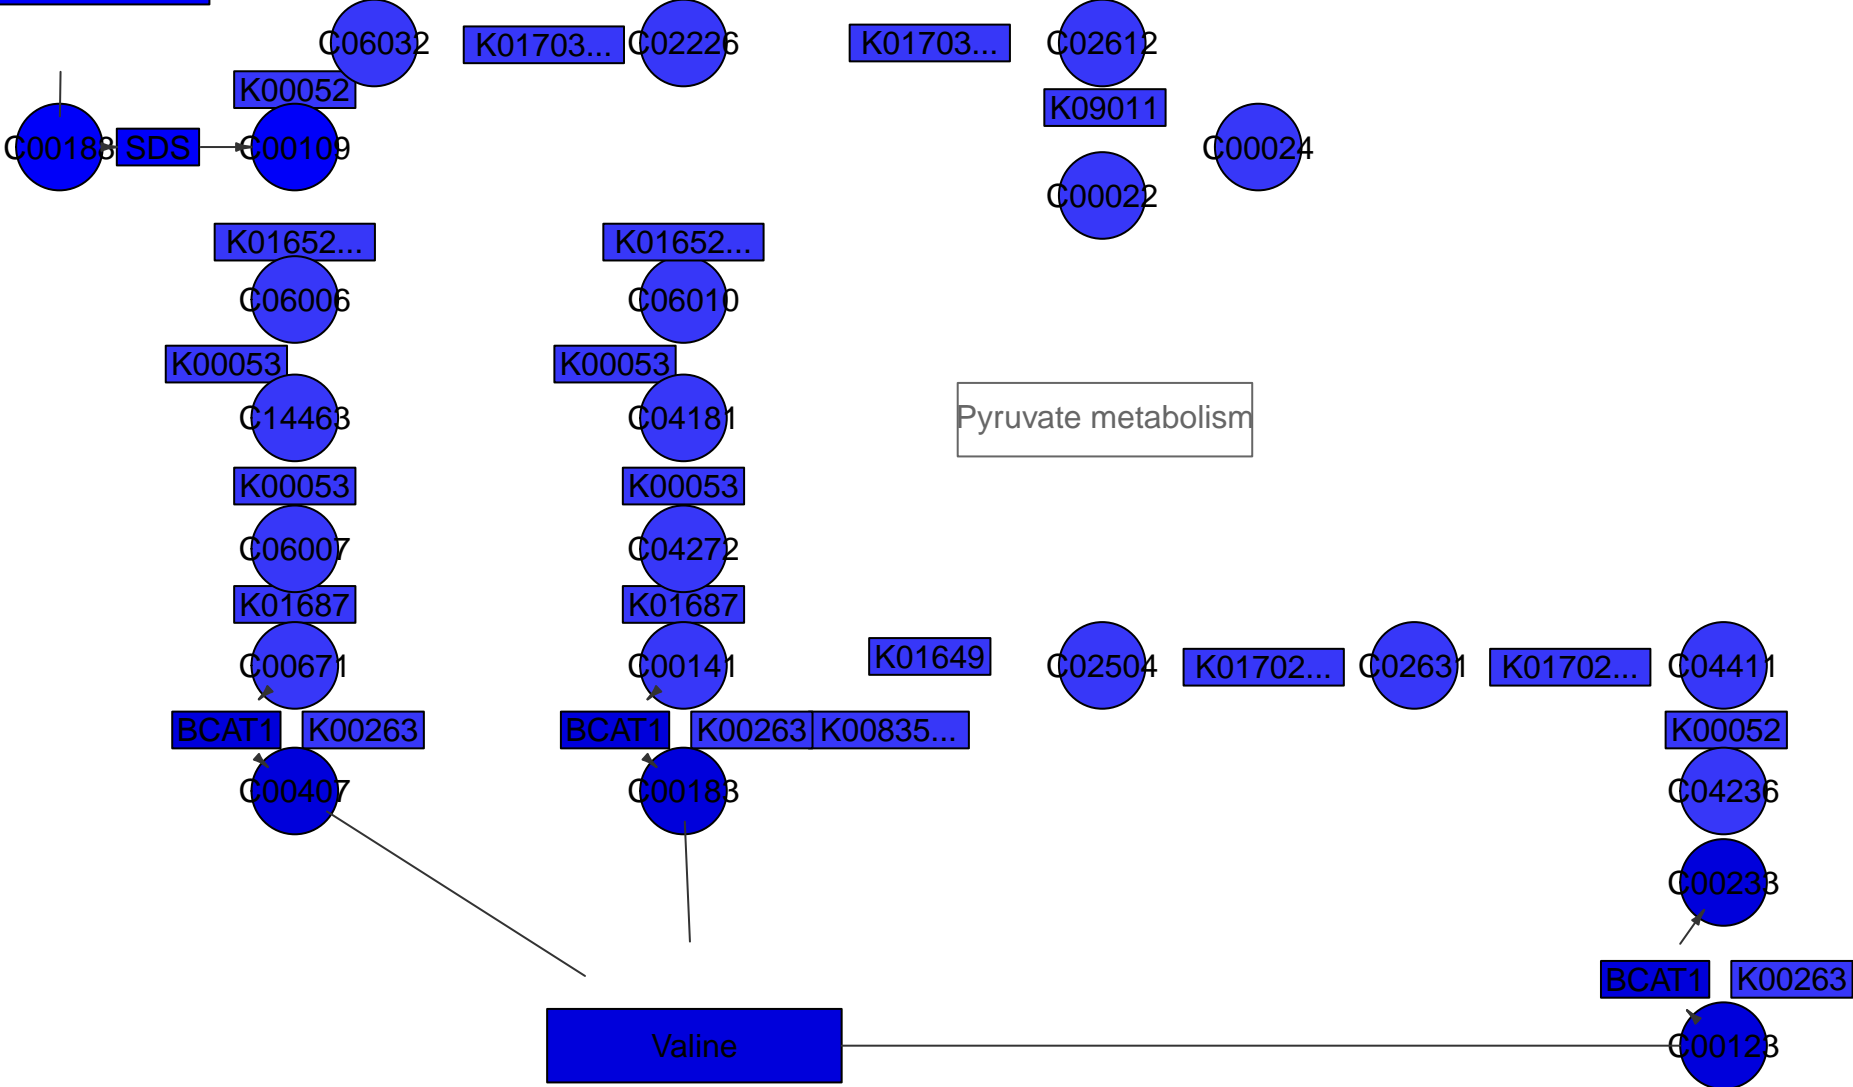 C06032
K01703...
C02226
K01703...
C02612
K00052
K09011
C00188
SDS
C00109
C00024
C00022
K01652...
K01652...
C06006
C06010
K00053
K00053
C14463
C04181
Pyruvate metabolism
K00053
K00053
C06007
C04272
K01687
K01687
C00671
C00141
K01649
C02504
K01702...
C02631
K01702...
C04411
BCAT1
K00263
BCAT1
K00263
K00835...
K00052
C00407
C00183
C04236
C00233
BCAT1
K00263
Valine
C00123